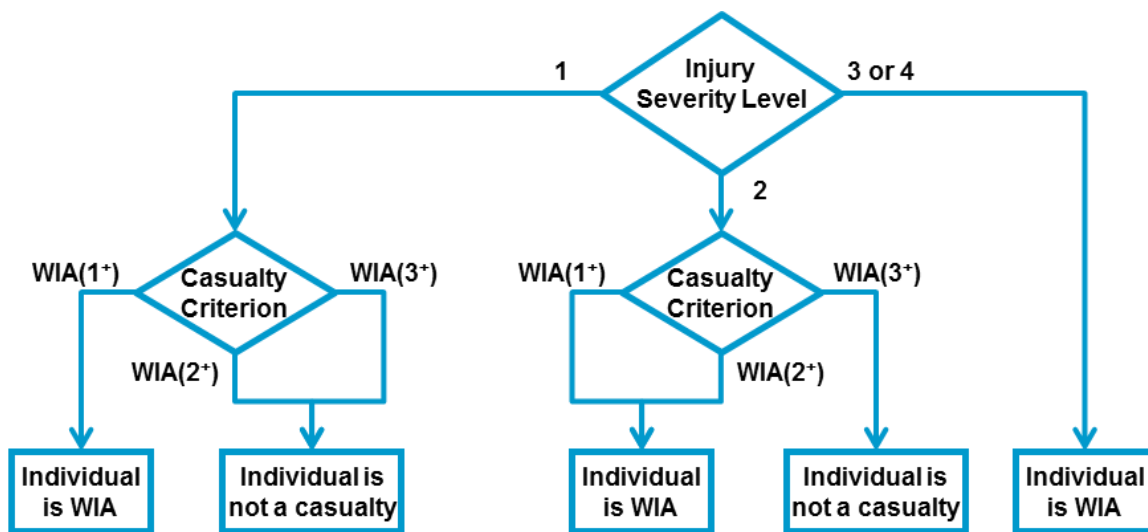 1
Injury
Severity Level
3 or 4
2
WIA(1⁺)
Casualty
Criterion
WIA(3⁺)
WIA(2⁺)
WIA(1⁺)
Casualty
Criterion
WIA(3⁺)
WIA(2⁺)
Individual
is WIA
Individual is
not a casualty
Individual
is WIA
Individual is
not a casualty
Individual
is WIA